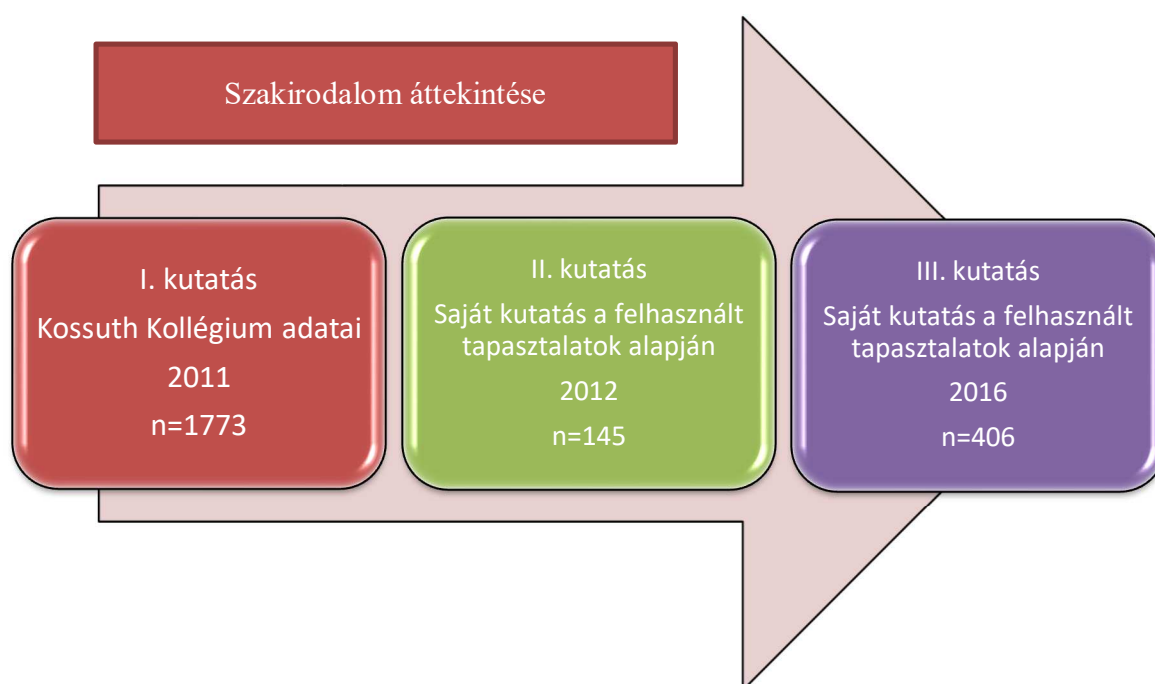 Szakirodalom áttekintése
I. kutatás
Kossuth Kollégium adatai
2011
n=1773
II. kutatás
Saját kutatás a felhasznált
tapasztalatok alapján
2012
n=145
III. kutatás
Saját kutatás a felhasznált
tapasztalatok alapján
2016
n=406